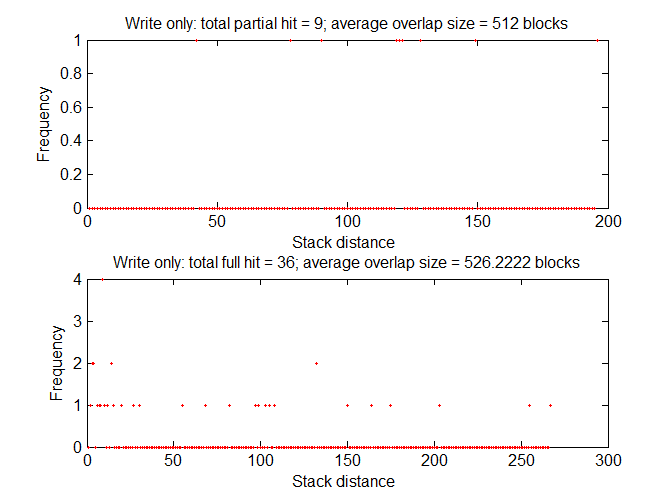 Write only: total partial hit = 9; average overlap size = 512 blocks
1
0.8
0.6
0.4
0.2
0
Frequency
0 50 100 150 200
Stack distance
Write only: total full hit = 36; average overlap size = 526.2222 blocks
4
3
2
1
0
Frequency
0 50 100 150 200 250 300
Stack distance